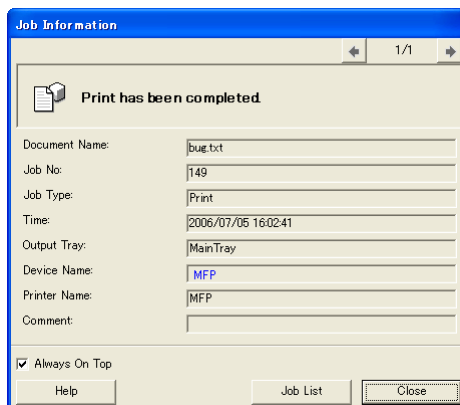 Job Information
1/1
Print has been completed.
Document Name: bug.txt
Job No: 149
Job Type: Print
Time: 2006/07/05 16:02:41
Output Tray: MainTray
Device Name: MFP
Printer Name: MFP
Comment:
Always On Top
Help Job List Close